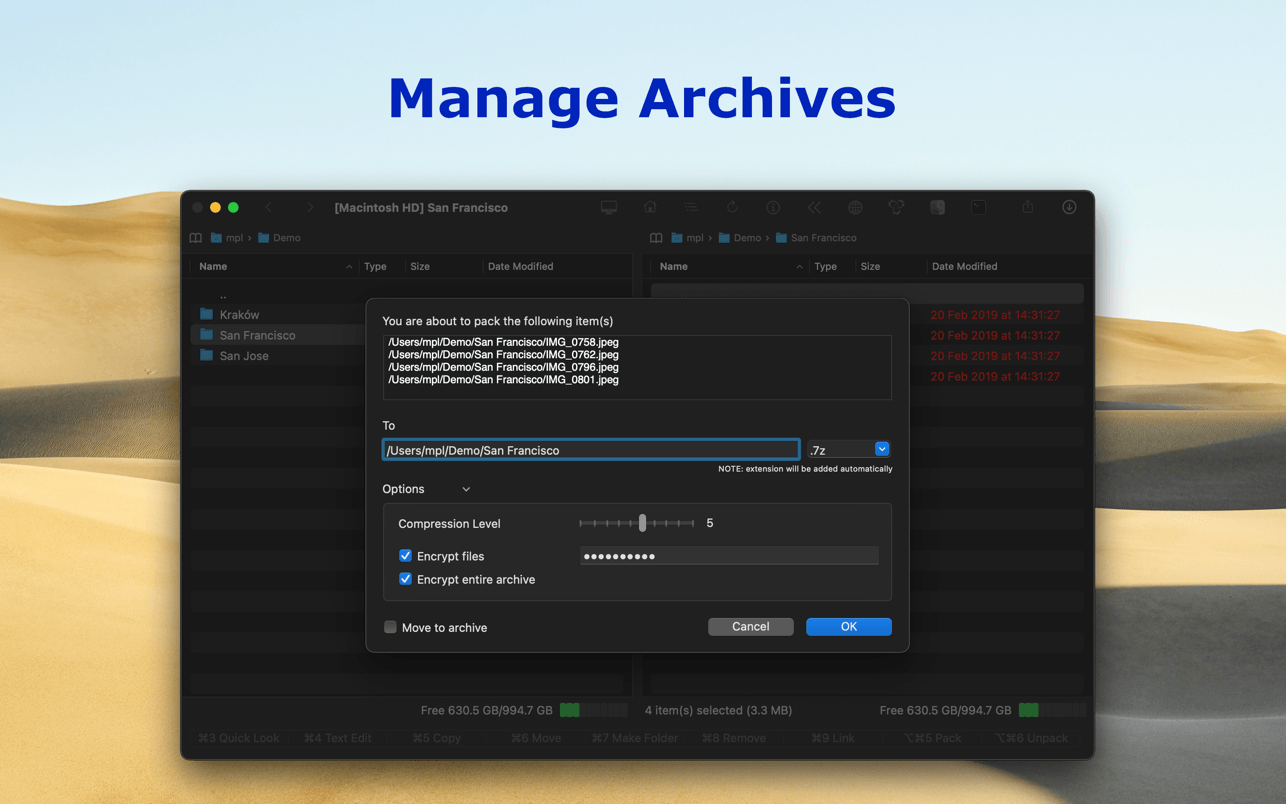 Manage Archives
[Macintosh HD] San Francisco
mpl › Demo
mpl › Demo › San Francisco
Name Type Size Date Modified
Name Type Size Date Modified
..
Kraków
San Francisco
San Jose
20 Feb 2019 at 14:31:27
20 Feb 2019 at 14:31:27
20 Feb 2019 at 14:31:27
20 Feb 2019 at 14:31:27
You are about to pack the following item(s)
/Users/mpl/Demo/San Francisco/IMG_0758.jpeg
/Users/mpl/Demo/San Francisco/IMG_0762.jpeg
/Users/mpl/Demo/San Francisco/IMG_0796.jpeg
/Users/mpl/Demo/San Francisco/IMG_0801.jpeg
To
/Users/mpl/Demo/San Francisco
.7z
NOTE: extension will be added automatically
Options
Compression Level
5
Encrypt files
••••••••••
Encrypt entire archive
Move to archive
Cancel
OK
Free 630.5 GB/994.7 GB
4 item(s) selected (3.3 MB)
Free 630.5 GB/994.7 GB
⌘3 Quick Look ⌘4 Text Edit ⌘5 Copy ⌘6 Move ⌘7 Make Folder ⌘8 Remove ⌘9 Link ⌥⌘5 Pack ⌥⌘6 Unpack